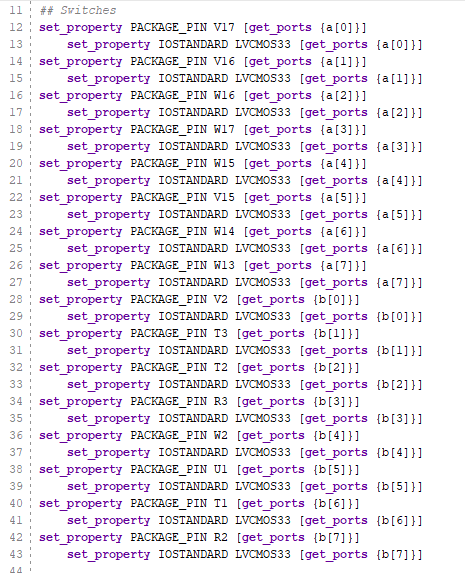 11 ## Switches
12 set_property PACKAGE_PIN V17 [get_ports {a[0]}]
13 set_property IOSTANDARD LVCMOS33 [get_ports {a[0]}]
14 set_property PACKAGE_PIN V16 [get_ports {a[1]}]
15 set_property IOSTANDARD LVCMOS33 [get_ports {a[1]}]
16 set_property PACKAGE_PIN W16 [get_ports {a[2]}]
17 set_property IOSTANDARD LVCMOS33 [get_ports {a[2]}]
18 set_property PACKAGE_PIN W17 [get_ports {a[3]}]
19 set_property IOSTANDARD LVCMOS33 [get_ports {a[3]}]
20 set_property PACKAGE_PIN W15 [get_ports {a[4]}]
21 set_property IOSTANDARD LVCMOS33 [get_ports {a[4]}]
22 set_property PACKAGE_PIN V15 [get_ports {a[5]}]
23 set_property IOSTANDARD LVCMOS33 [get_ports {a[5]}]
24 set_property PACKAGE_PIN W14 [get_ports {a[6]}]
25 set_property IOSTANDARD LVCMOS33 [get_ports {a[6]}]
26 set_property PACKAGE_PIN W13 [get_ports {a[7]}]
27 set_property IOSTANDARD LVCMOS33 [get_ports {a[7]}]
28 set_property PACKAGE_PIN V2 [get_ports {b[0]}]
29 set_property IOSTANDARD LVCMOS33 [get_ports {b[0]}]
30 set_property PACKAGE_PIN T3 [get_ports {b[1]}]
31 set_property IOSTANDARD LVCMOS33 [get_ports {b[1]}]
32 set_property PACKAGE_PIN T2 [get_ports {b[2]}]
33 set_property IOSTANDARD LVCMOS33 [get_ports {b[2]}]
34 set_property PACKAGE_PIN R3 [get_ports {b[3]}]
35 set_property IOSTANDARD LVCMOS33 [get_ports {b[3]}]
36 set_property PACKAGE_PIN W2 [get_ports {b[4]}]
37 set_property IOSTANDARD LVCMOS33 [get_ports {b[4]}]
38 set_property PACKAGE_PIN U1 [get_ports {b[5]}]
39 set_property IOSTANDARD LVCMOS33 [get_ports {b[5]}]
40 set_property PACKAGE_PIN T1 [get_ports {b[6]}]
41 set_property IOSTANDARD LVCMOS33 [get_ports {b[6]}]
42 set_property PACKAGE_PIN R2 [get_ports {b[7]}]
43 set_property IOSTANDARD LVCMOS33 [get_ports {b[7]}]
44